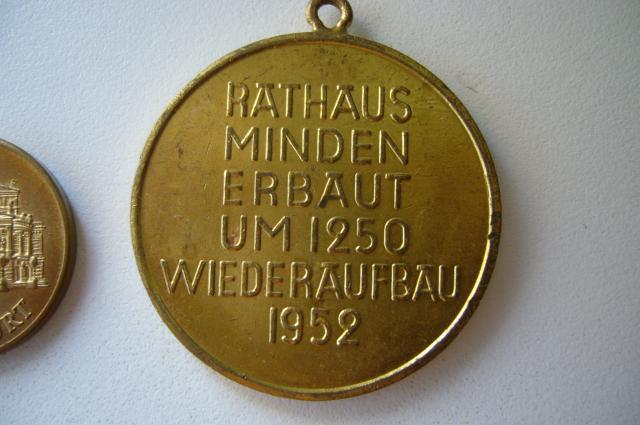 RATHAUS
MINDEN
ERBAUT
UM 1250
WIEDERAUFBAU
1952